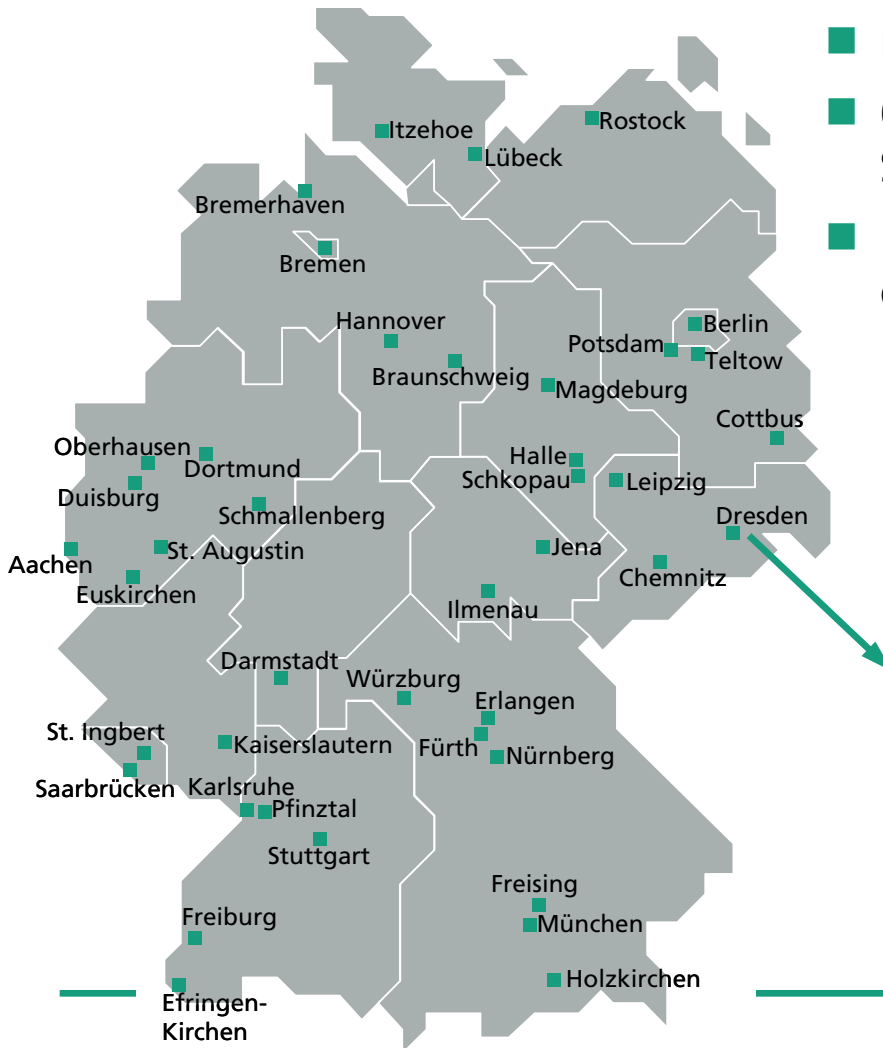 Itzehoe
Rostock
Lübeck
Bremerhaven
Bremen
Hannover
Berlin
Potsdam
Teltow
Braunschweig
Magdeburg
Cottbus
Oberhausen
Dortmund
Halle
Schkopau
Leipzig
Duisburg
Schmallenberg
Dresden
Aachen
St. Augustin
Jena
Chemnitz
Euskirchen
Ilmenau
Darmstadt
Würzburg
Erlangen
St. Ingbert
Kaiserslautern
Fürth
Nürnberg
Saarbrücken
Karlsruhe
Pfinztal
Stuttgart
Freising
Freiburg
München
Holzkirchen
Efringen-
Kirchen